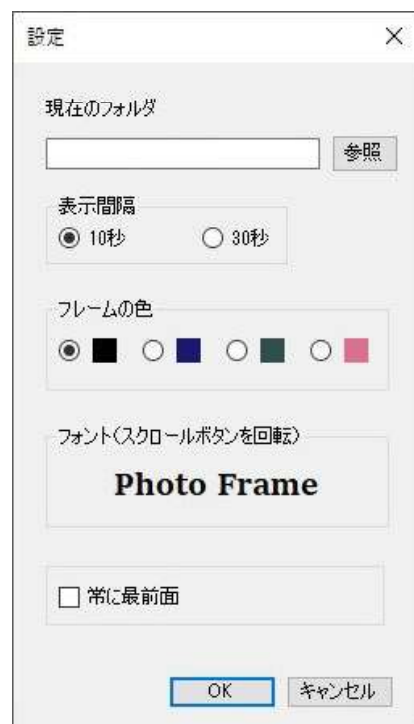 設定
現在のフォルダ
参照
表示間隔
10秒 30秒
フレームの色
フォント(スクロールボタンを回転)
Photo Frame
常に最前面
OK キャンセル